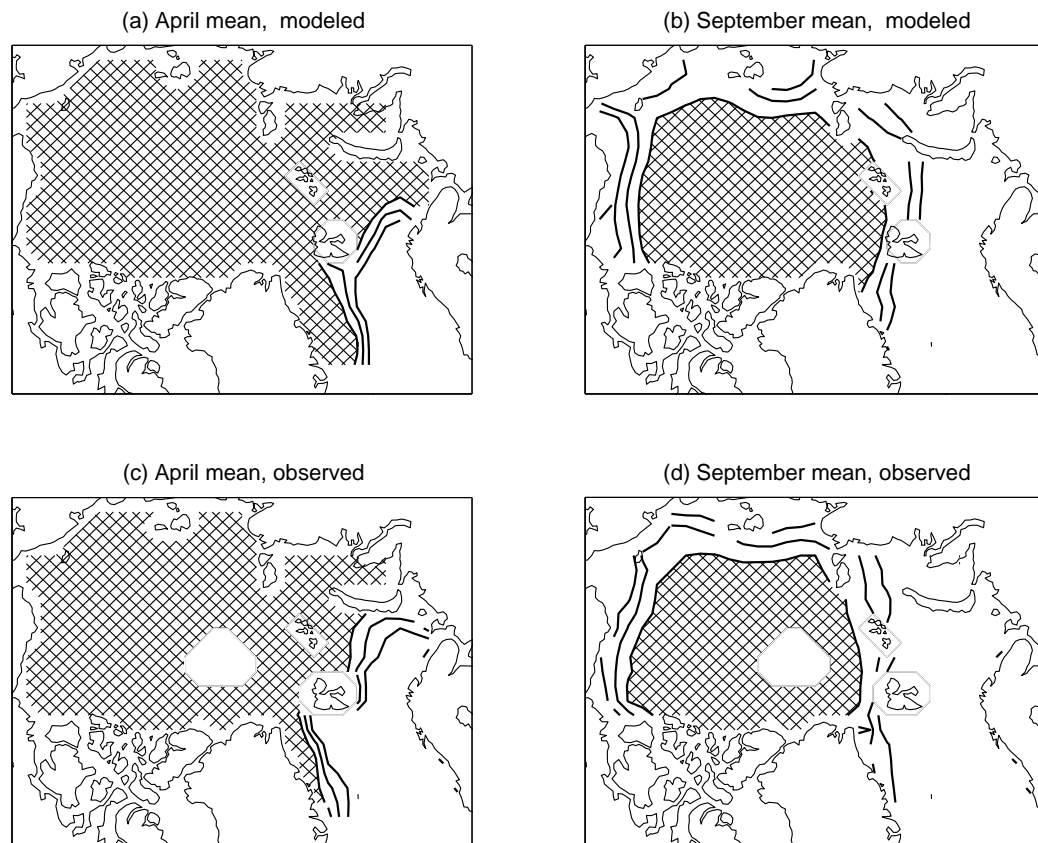 (a) April mean,  modeled
(b) September mean,  modeled
(c) April mean, observed
(d) September mean, observed